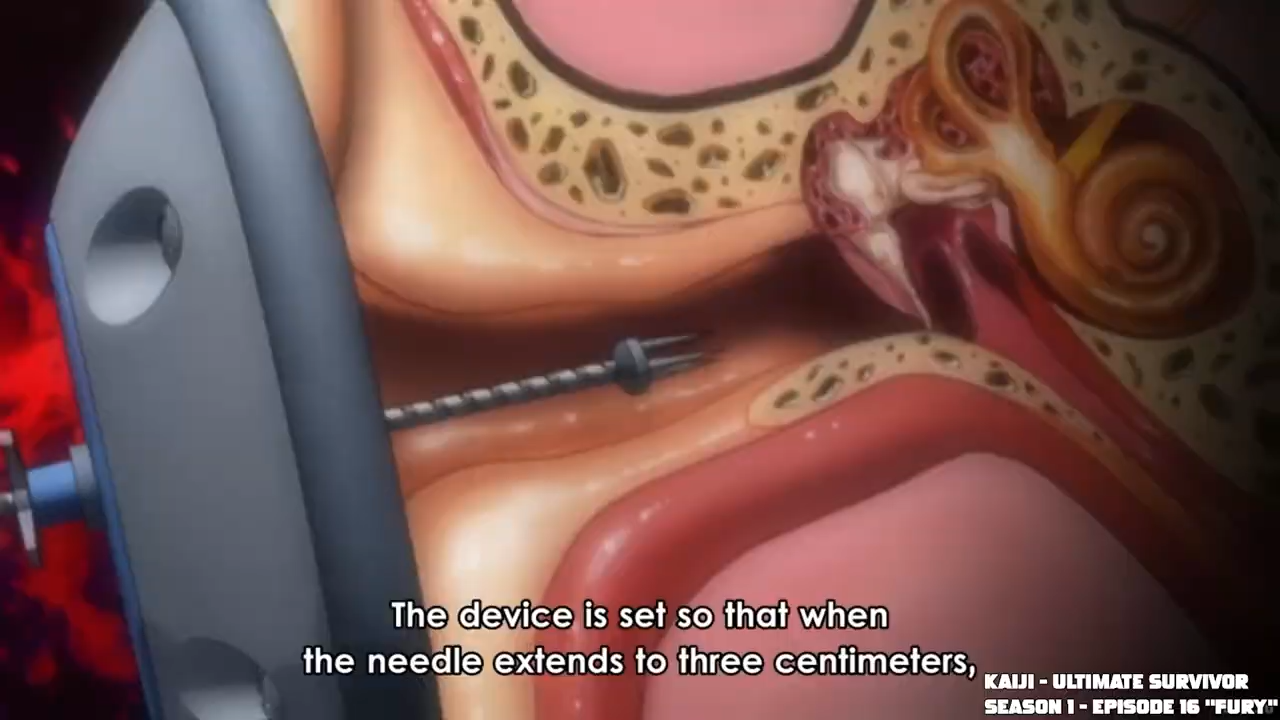 The device is set so that when
the needle extends to three centimeters,
KAIJI - ULTIMATE SURVIVOR
SEASON 1 - EPISODE 16 "FURY"